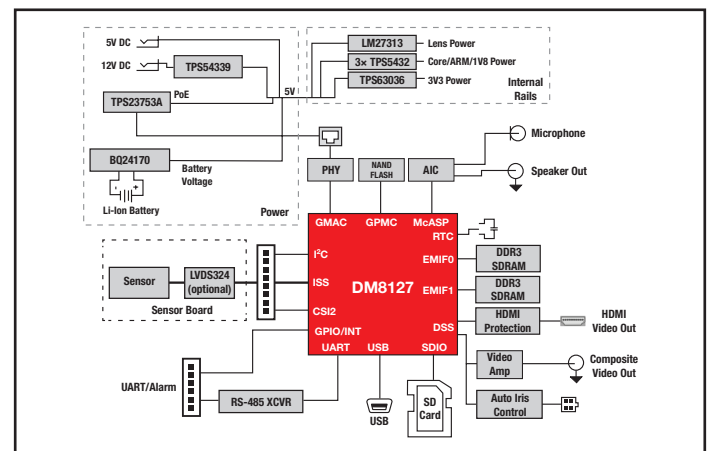 5V DC
12V DC
TPS54339
TPS23753A
PoE
5V
BQ24170
Battery
Voltage
- +
Li-Ion Battery
Power
LM27313
Lens Power
3× TPS5432
Core/ARM/1V8 Power
TPS63036
3V3 Power
Internal
Rails
PHY
NAND
FLASH
AIC
Microphone
Speaker Out
GMAC
GPMC
McASP
RTC
I²C
ISS
CSI2
GPIO/INT
UART
USB
SDIO
DM8127
EMIF0
EMIF1
DSS
DDR3
SDRAM
DDR3
SDRAM
HDMI
Protection
HDMI
Video Out
Video
Amp
Composite
Video Out
Auto Iris
Control
Sensor
LVDS324
(optional)
Sensor Board
UART/Alarm
RS-485 XCVR
USB
SD
Card